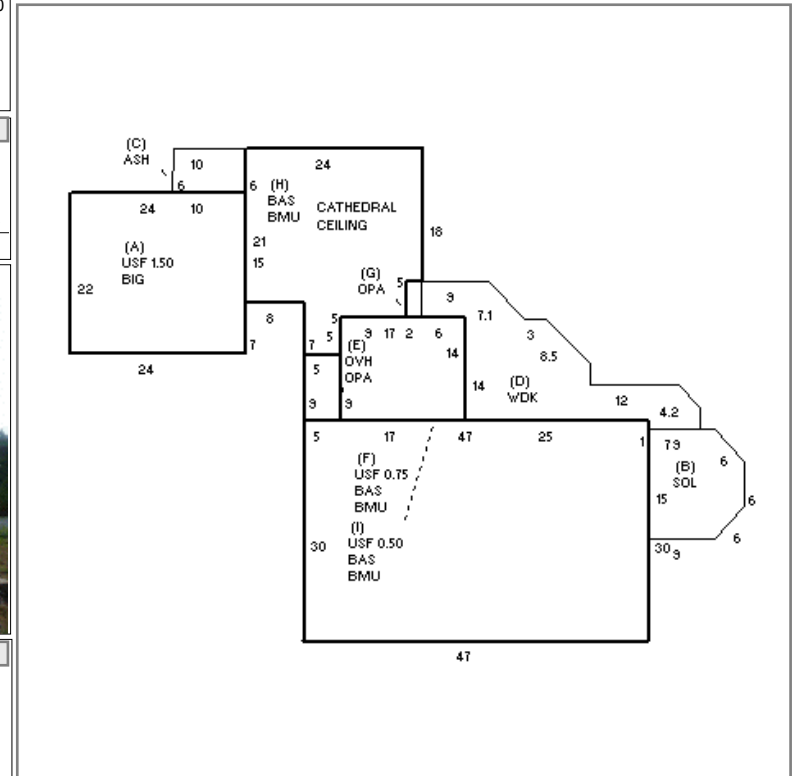 (C)
ASH
10
6
24
6
(H)
BAS
BMU
CATHEDRAL
CEILING
24
10
18
21
15
(A)
USF 1.50
BIG
22
(G)
OPA
5
9
7.1
8
5
5
9
17
2
6
3
7
7
(E)
OVH
OPA
14
8.5
24
5
14
(D)
WDK
9
9
12
4.2
5
17
47
25
1
7
9
6
(F)
USF 0.75
BAS
BMU
(B)
SOL
15
6
(I)
USF 0.50
BAS
BMU
30
30
9
6
47